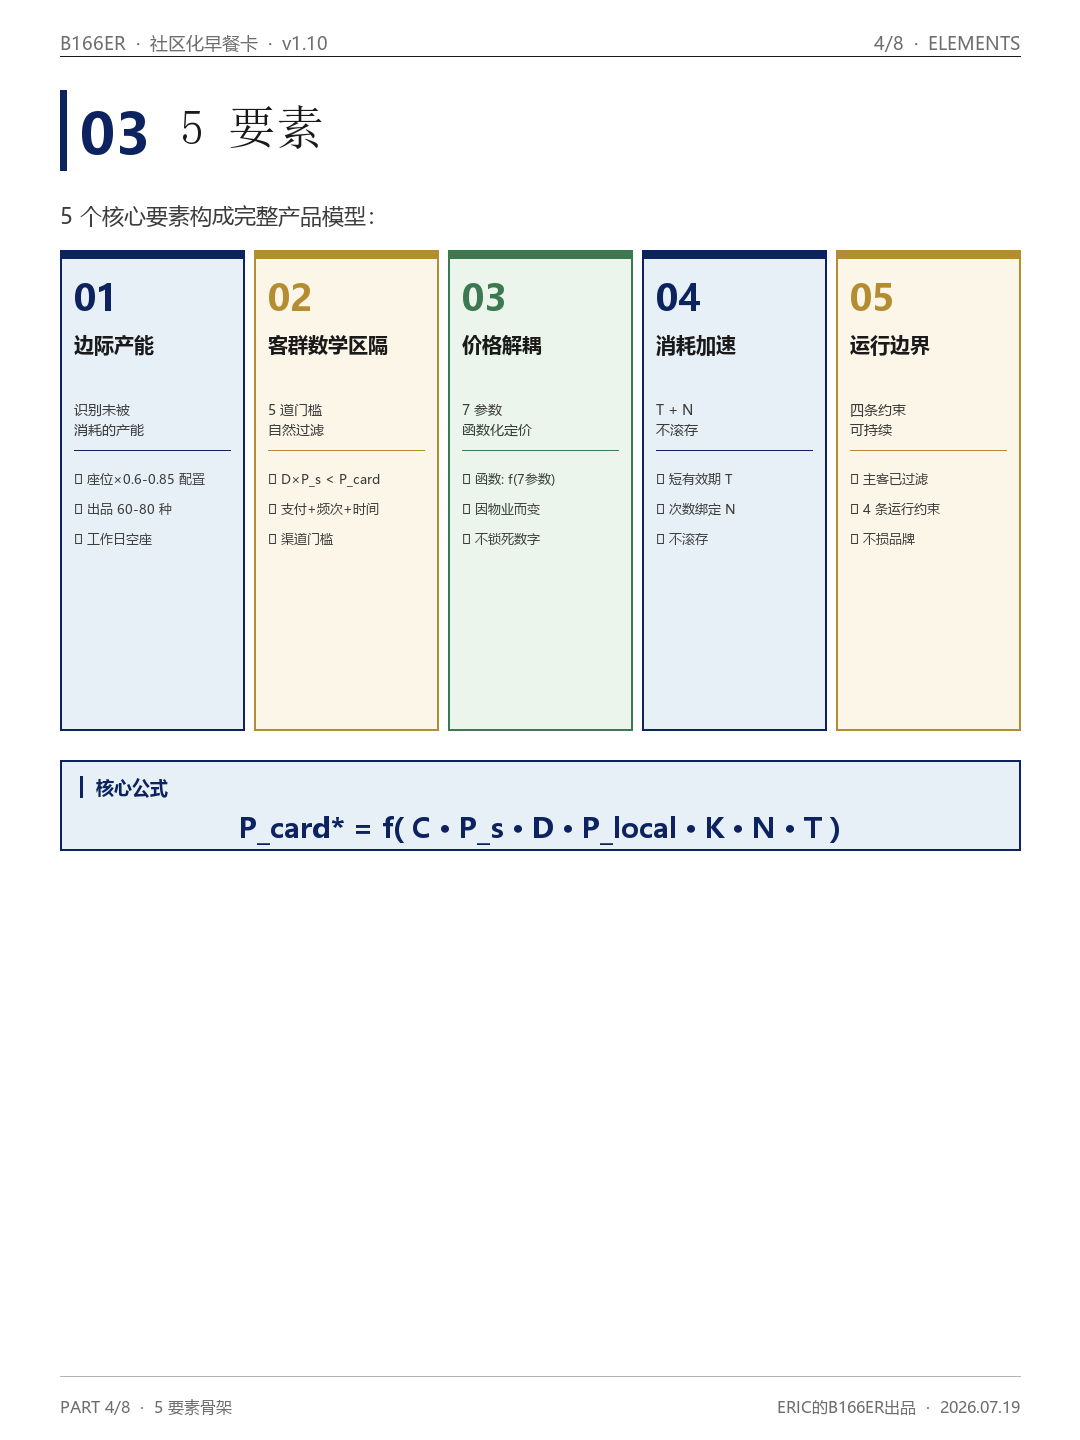 B166ER · 社区化早餐卡 · v1.10
4/8 · ELEMENTS
03 5 要素
5 个核心要素构成完整产品模型：
01
边际产能
识别未被
消耗的产能
▯ 座位×0.6-0.85 配置
▯ 出品 60-80 种
▯ 工作日空座
02
客群数学区隔
5 道门槛
自然过滤
▯ D×P_s < P_card
▯ 支付+频次+时间
▯ 渠道门槛
03
价格解耦
7 参数
函数化定价
▯ 函数: f(7参数)
▯ 因物业而变
▯ 不锁死数字
04
消耗加速
T + N
不滚存
▯ 短有效期 T
▯ 次数绑定 N
▯ 不滚存
05
运行边界
四条约束
可持续
▯ 主客已过滤
▯ 4 条运行约束
▯ 不损品牌
核心公式
P_card* = f( C • P_s • D • P_local • K • N • T )
PART 4/8 · 5 要素骨架
ERIC的B166ER出品 · 2026.07.19